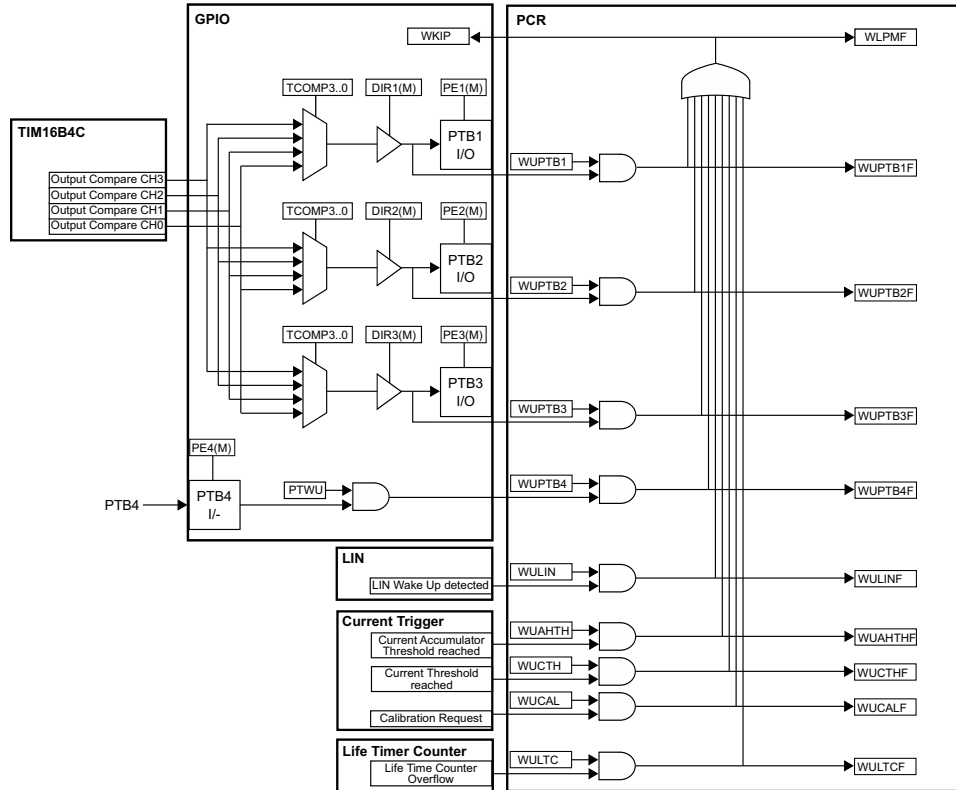 GPIO
PCR
WKIP
WLPMF
TCOMP3..0
DIR1(M)
PE1(M)
TIM16B4C
PTB1
I/O
WUPTB1
WUPTB1F
Output Compare CH3
Output Compare CH2
Output Compare CH1
Output Compare CH0
TCOMP3..0
DIR2(M)
PE2(M)
PTB2
I/O
WUPTB2
WUPTB2F
TCOMP3..0
DIR3(M)
PE3(M)
PTB3
I/O
WUPTB3
WUPTB3F
PE4(M)
PTB4
PTB4
I/-
PTWU
WUPTB4
WUPTB4F
LIN
LIN Wake Up detected
WULIN
WULINF
Current Trigger
Current Accumulator
Threshold reached
WUAHTH
WUAHTHF
Current Threshold
reached
WUCTH
WUCTHF
Calibration Request
WUCAL
WUCALF
Life Timer Counter
Life Time Counter
Overflow
WULTC
WULTCF